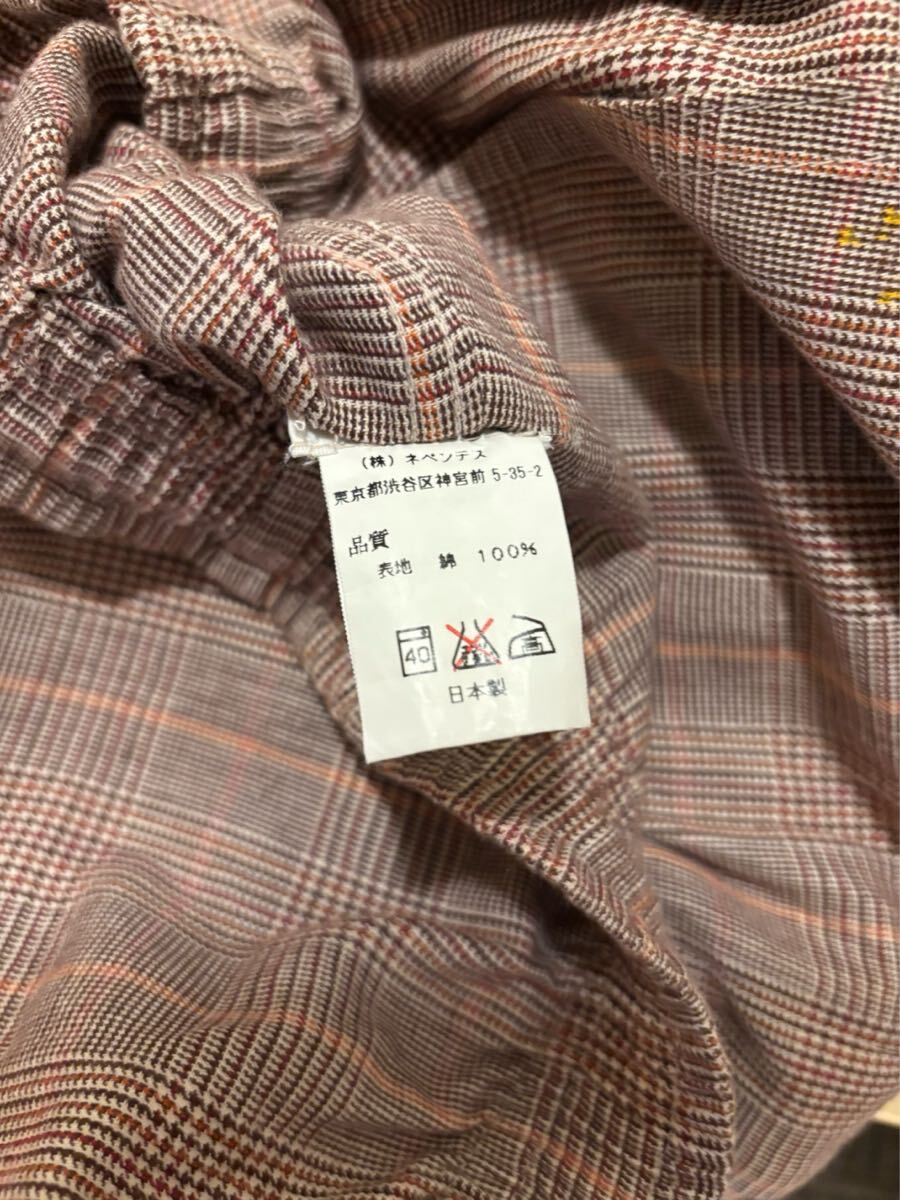 (株) ネペンテス
東京都渋谷区神宮前 5-35-2
品質
表地 綿 100%
40 高
日本製